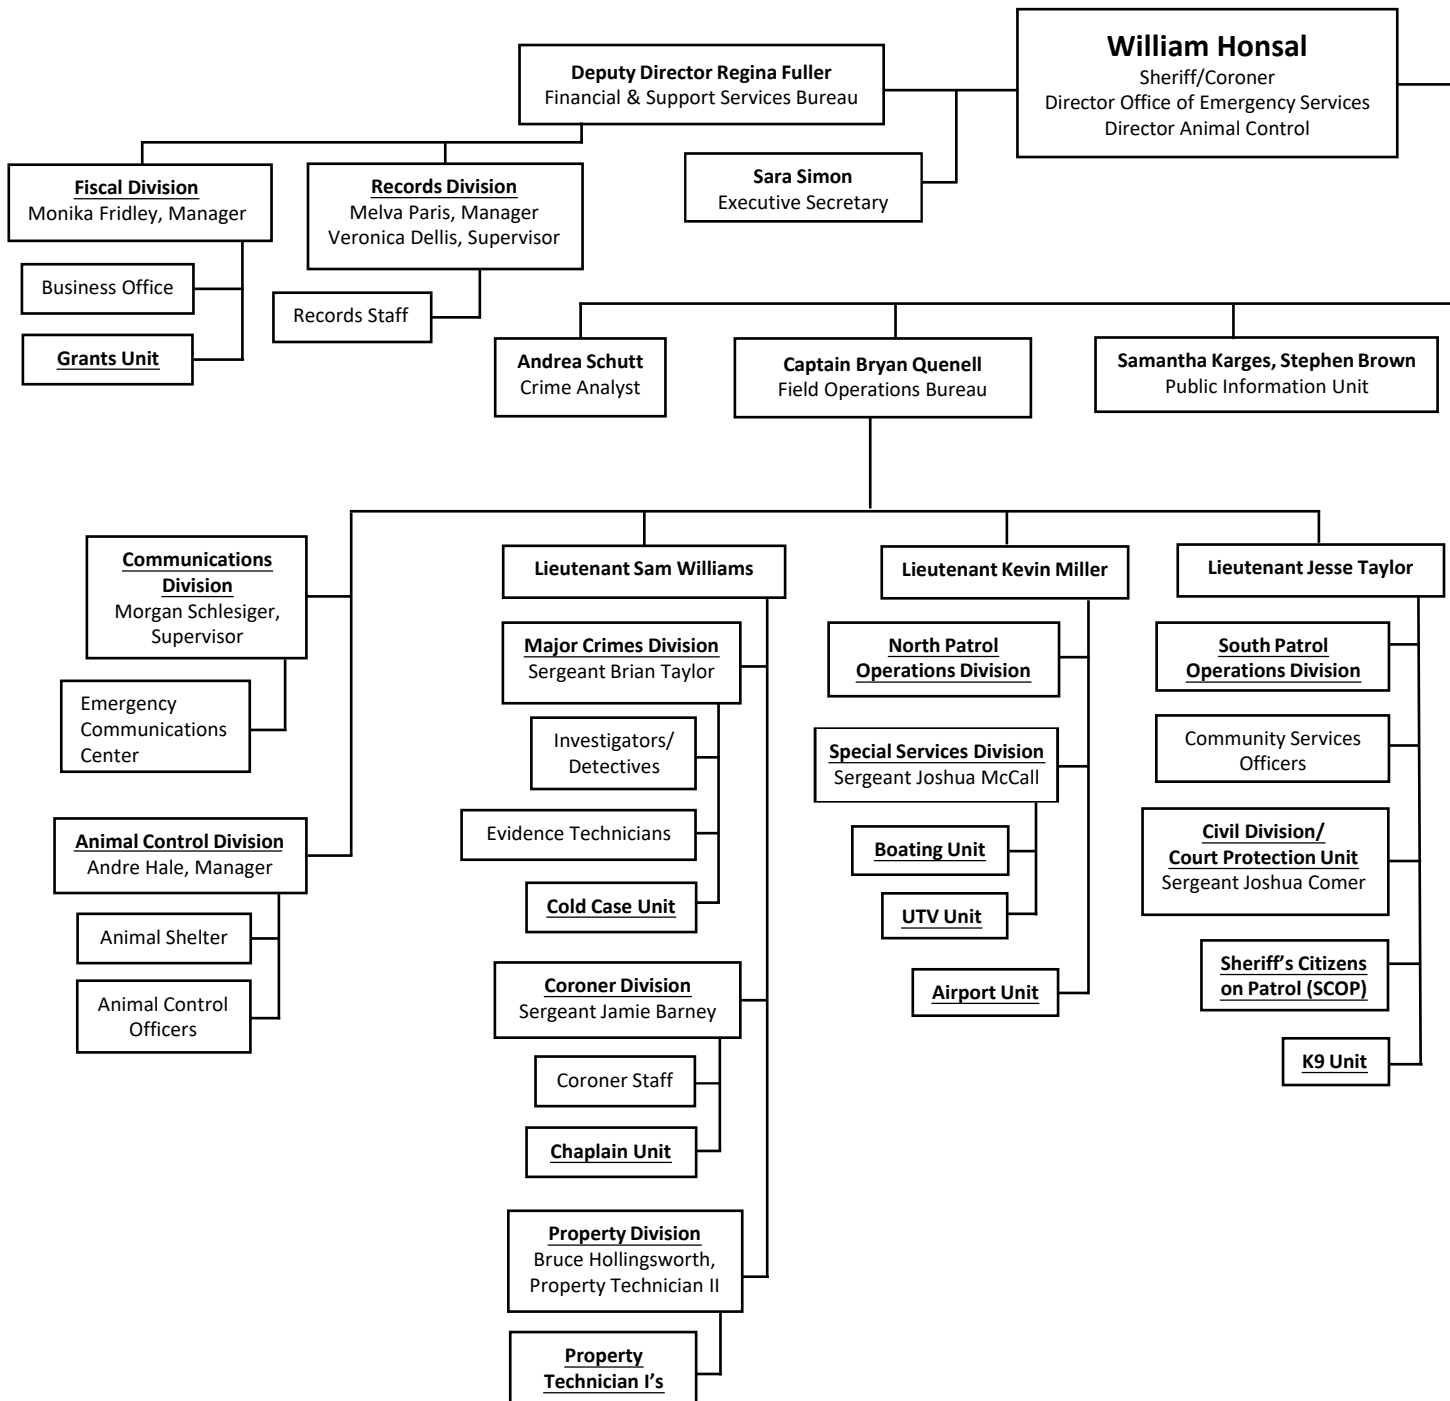 William Honsal
Sheriff/Coroner
Director Office of Emergency Services
Director Animal Control
Deputy Director Regina Fuller
Financial & Support Services Bureau
Sara Simon
Executive Secretary
Fiscal Division
Monika Fridley, Manager
Business Office
Grants Unit
Records Division
Melva Paris, Manager
Veronica Dellis, Supervisor
Records Staff
Andrea Schutt
Crime Analyst
Captain Bryan Quenell
Field Operations Bureau
Samantha Karges, Stephen Brown
Public Information Unit
Communications
Division
Morgan Schlesiger,
Supervisor
Emergency
Communications
Center
Animal Control Division
Andre Hale, Manager
Animal Shelter
Animal Control
Officers
Lieutenant Sam Williams
Major Crimes Division
Sergeant Brian Taylor
Investigators/
Detectives
Evidence Technicians
Cold Case Unit
Coroner Division
Sergeant Jamie Barney
Coroner Staff
Chaplain Unit
Property Division
Bruce Hollingsworth,
Property Technician II
Property
Technician I’s
Lieutenant Kevin Miller
North Patrol
Operations Division
Special Services Division
Sergeant Joshua McCall
Boating Unit
UTV Unit
Airport Unit
Lieutenant Jesse Taylor
South Patrol
Operations Division
Community Services
Officers
Civil Division/
Court Protection Unit
Sergeant Joshua Comer
Sheriff’s Citizens
on Patrol (SCOP)
K9 Unit